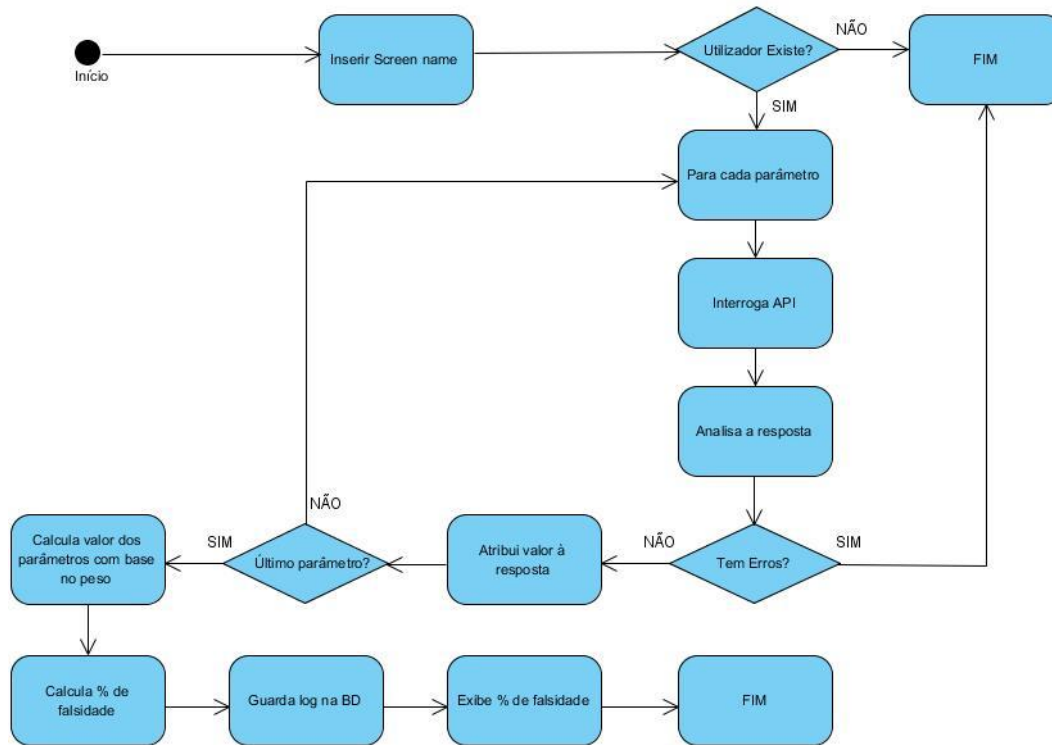 Início
Inserir Screen name
Utilizador Existe?
NÃO
FIM
SIM
Para cada parâmetro
Interroga API
Analisa a resposta
Tem Erros?
SIM
NÃO
Atribui valor à
resposta
Último parâmetro?
NÃO
SIM
Calcula valor dos
parâmetros com base
no peso
Calcula % de
falsidade
Guarda log na BD
Exibe % de falsidade
FIM